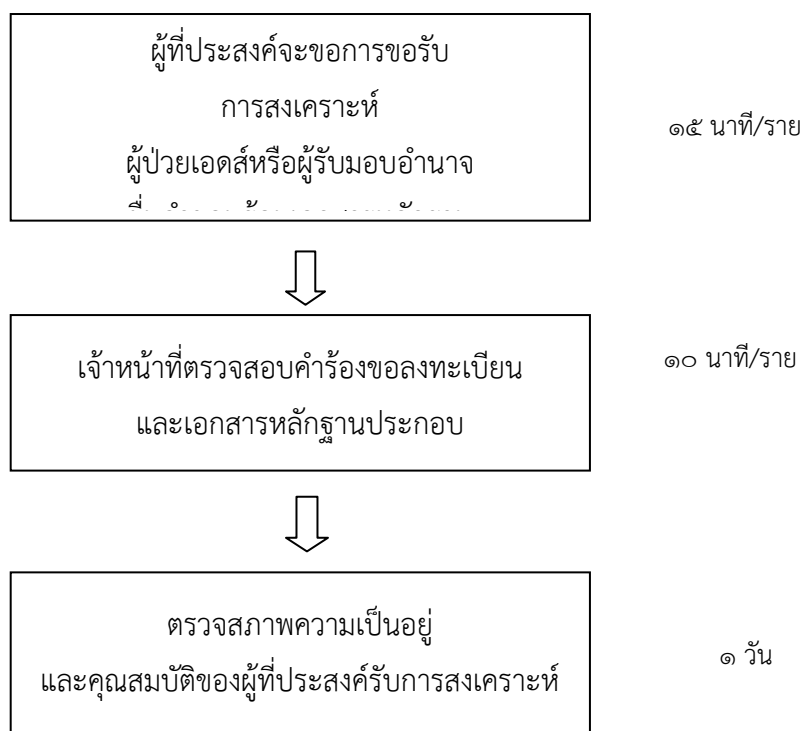 ผู้ที่ประสงค์จะขอการขอรับ
การสงเคราะห์
ผู้ป่วยเอดส์หรือผู้รับมอบอำนาจ
๑๕ นาที/ราย
เจ้าหน้าที่ตรวจสอบคำร้องขอลงทะเบียน
และเอกสารหลักฐานประกอบ
๑๐ นาที/ราย
ตรวจสภาพความเป็นอยู่
และคุณสมบัติของผู้ที่ประสงค์รับการสงเคราะห์
๑ วัน